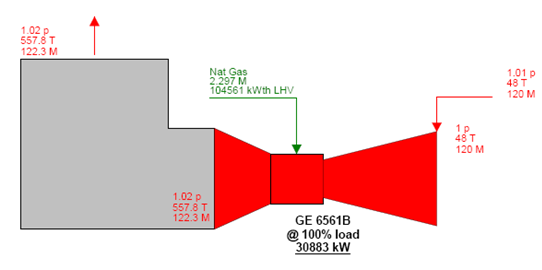 1.02 p
557.8 T
122.3 M
Nat Gas
2.297 M
104561 kWth LHV
1.01 p
48 T
120 M
1 p
48 T
120 M
1.02 p
557.8 T
122.3 M
GE 6561B
@ 100% load
30883 kW